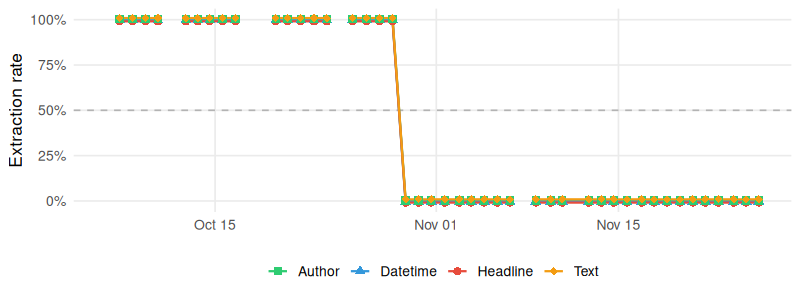 100%
75%
50%
25%
0%
Extraction rate
Oct 15 Nov 01 Nov 15
Author Datetime Headline Text